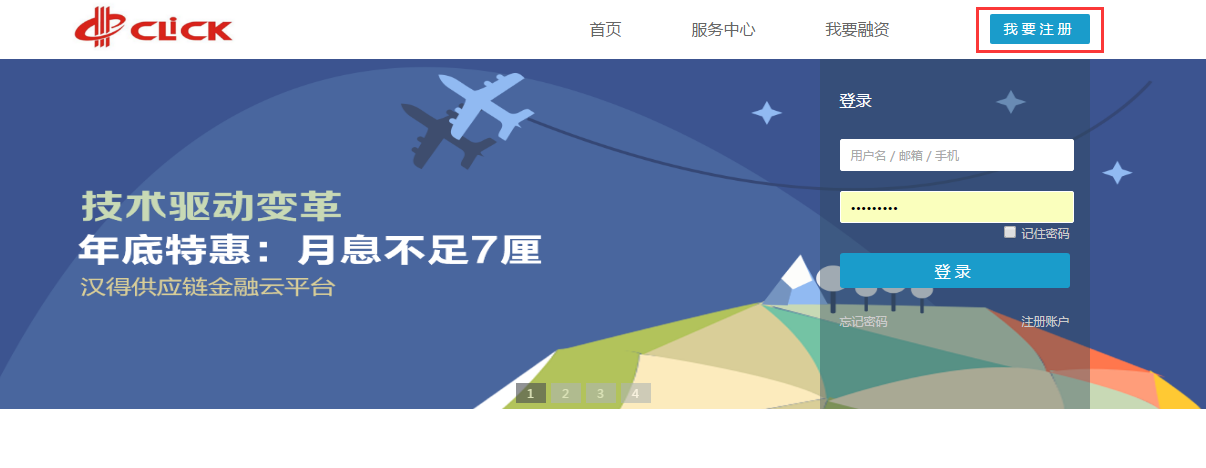 CLICK
首页 服务中心 我要融资 我要注册
登录
用户名 / 邮箱 / 手机
•••••••••
记住密码
登录
忘记密码 注册账户
技术驱动变革
年底特惠：月息不足7厘
汉得供应链金融云平台
1 2 3 4